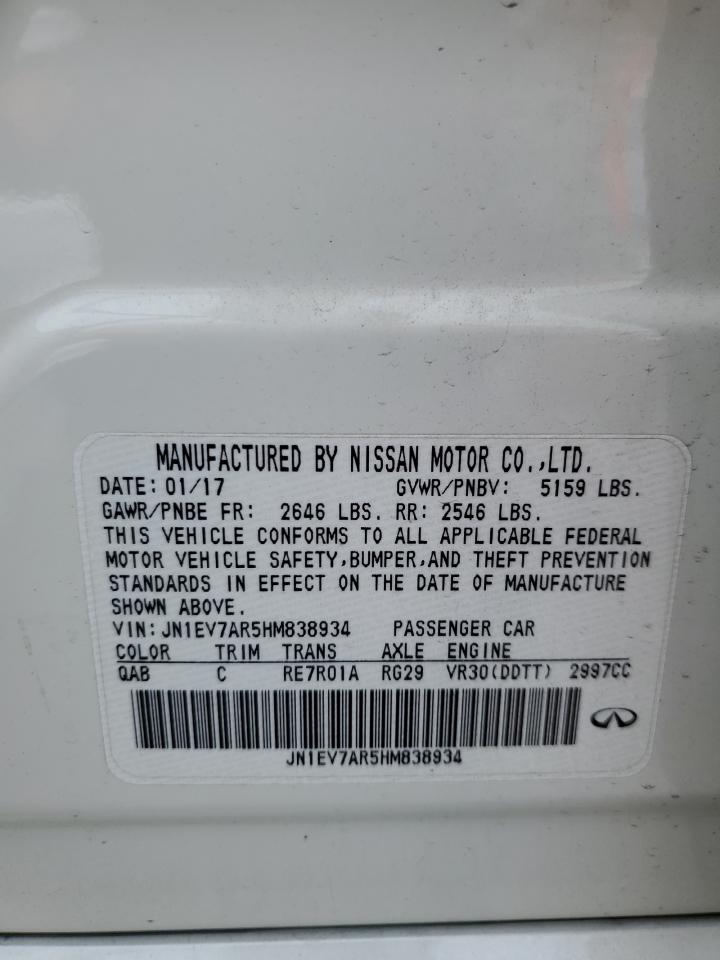 MANUFACTURED BY NISSAN MOTOR CO.,LTD.
DATE: 01/17 GVWR/PNBV: 5159 LBS.
GAWR/PNBE FR: 2646 LBS. RR: 2546 LBS.
THIS VEHICLE CONFORMS TO ALL APPLICABLE FEDERAL
MOTOR VEHICLE SAFETY,BUMPER,AND THEFT PREVENTION
STANDARDS IN EFFECT ON THE DATE OF MANUFACTURE
SHOWN ABOVE.
VIN:JN1EV7AR5HM838934 PASSENGER CAR
COLOR TRIM TRANS AXLE ENGINE
QAB C RE7R01A RG29 VR30(DDTT) 2997CC
JN1EV7AR5HM838934